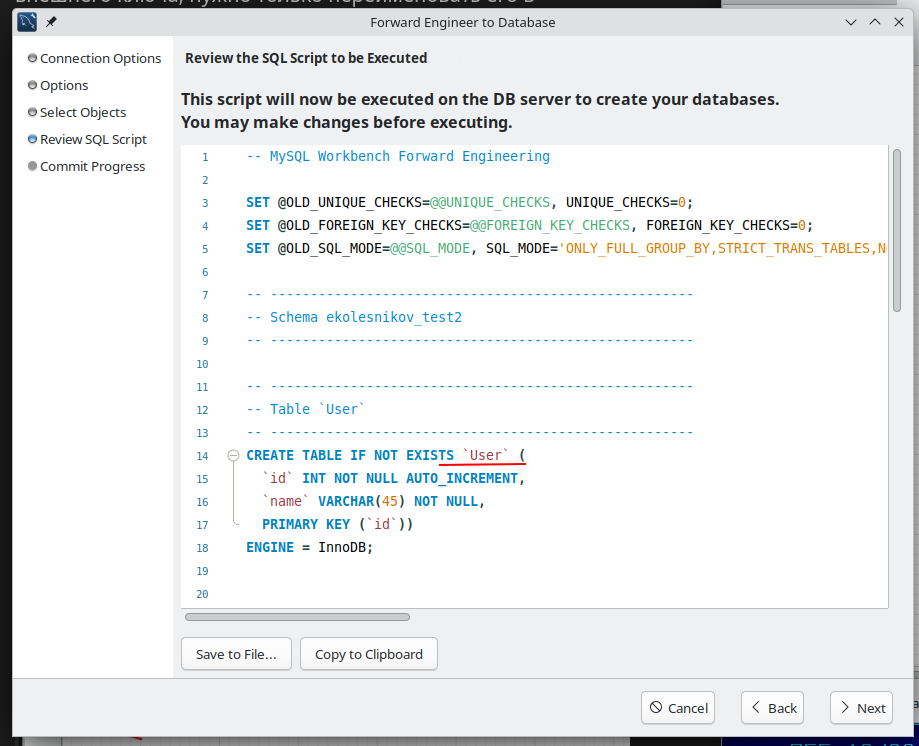 внешнего ключа, нужно только переименовать его в
Forward Engineer to Database
Connection Options
Options
Select Objects
Review SQL Script
Commit Progress
Review the SQL Script to be Executed
This script will now be executed on the DB server to create your databases.
You may make changes before executing.
1 -- MySQL Workbench Forward Engineering
2
3 SET @OLD_UNIQUE_CHECKS=@@UNIQUE_CHECKS, UNIQUE_CHECKS=0;
4 SET @OLD_FOREIGN_KEY_CHECKS=@@FOREIGN_KEY_CHECKS, FOREIGN_KEY_CHECKS=0;
5 SET @OLD_SQL_MODE=@@SQL_MODE, SQL_MODE='ONLY_FULL_GROUP_BY,STRICT_TRANS_TABLES,N
6
7 -- -----------------------------------------------------
8 -- Schema ekolesnikov_test2
9 -- -----------------------------------------------------
10
11 -- -----------------------------------------------------
12 -- Table `User`
13 -- -----------------------------------------------------
14 CREATE TABLE IF NOT EXISTS `User` (
15 `id` INT NOT NULL AUTO_INCREMENT,
16 `name` VARCHAR(45) NOT NULL,
17 PRIMARY KEY (`id`))
18 ENGINE = InnoDB;
19
20
Save to File...
Copy to Clipboard
Cancel
Back
Next